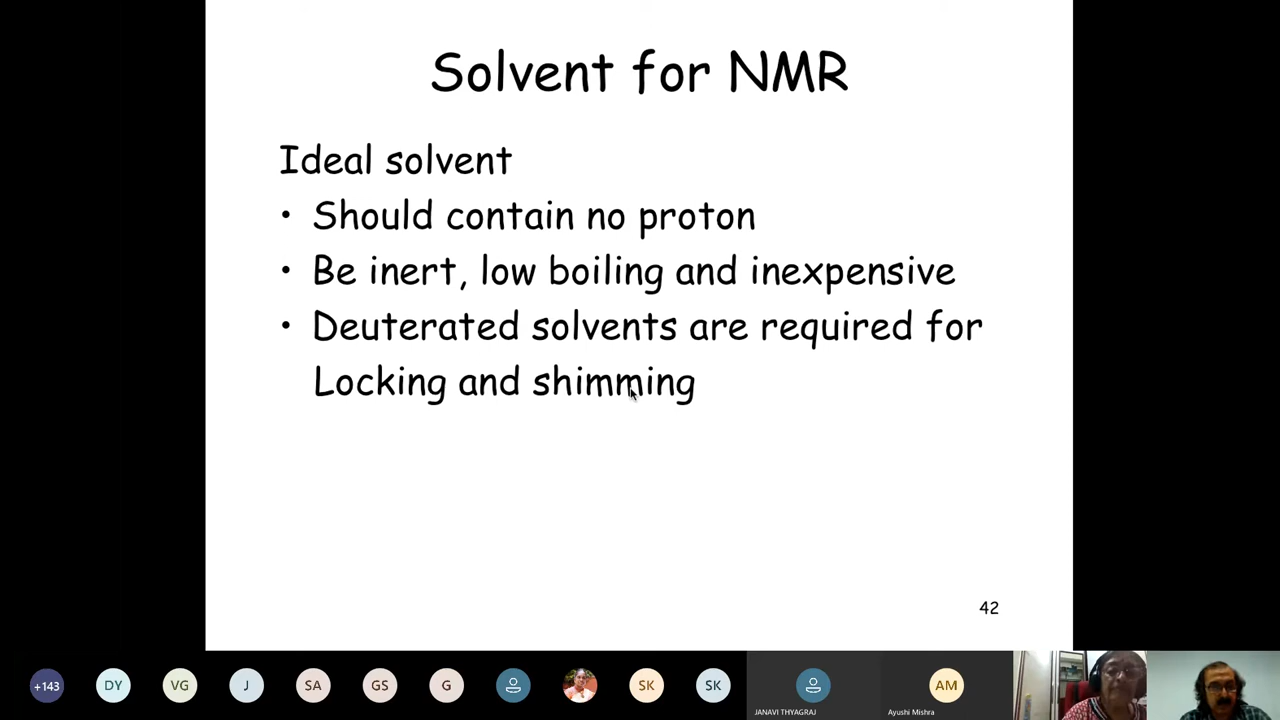 Solvent for NMR
Ideal solvent
• Should contain no proton
• Be inert, low boiling and inexpensive
• Deuterated solvents are required for
Locking and shimming
42
+143 DY VG J SA GS G SK SK AM
JANAVI THYAGRAJ Ayushi Mishra